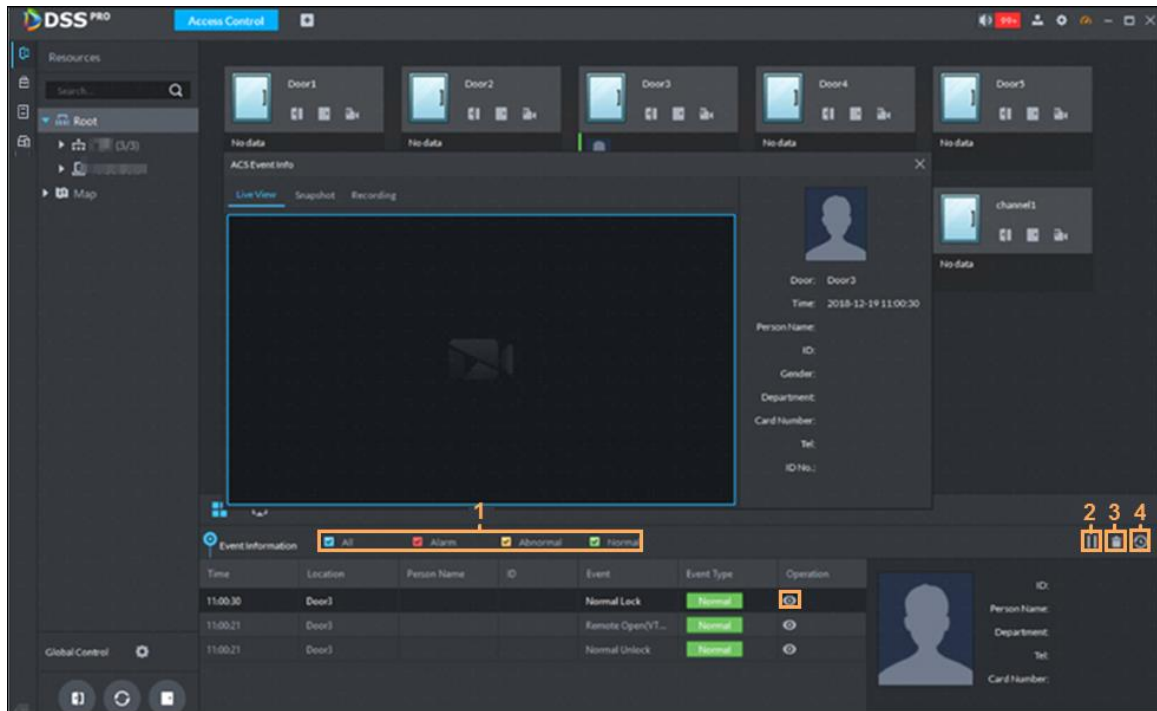 DSS PRO
Access Control
99+
Resources
Search...
Root
(3/3)
Map
Door1
No data
Door2
No data
Door3
Door4
No data
Door5
No data
channel1
No data
ACS Event Info
Live View Snapshot Recording
Door: Door3
Time: 2018-12-19 11:00:30
Person Name:
ID:
Gender:
Department:
Card Number:
Tel:
ID No.:
1
2 3 4
Event Information All Alarm Abnormal Normal
Time Location Person Name ID Event Event Type Operation
11:00:30 Door3 Normal Lock Normal
11:00:21 Door3 Remote Open(VT... Normal
11:00:21 Door3 Normal Unlock Normal
ID:
Person Name:
Department:
Tel:
Card Number:
Global Control